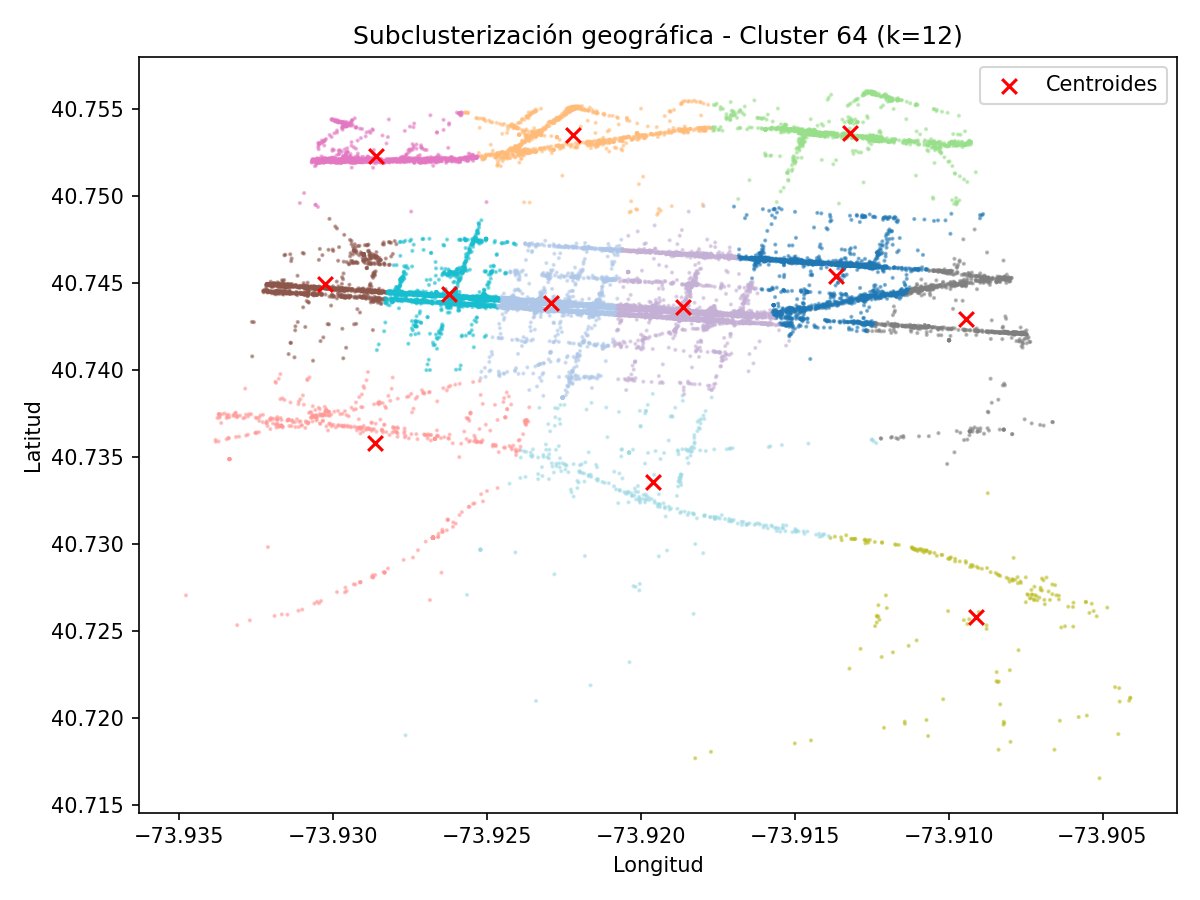 Subclusterización geográfica - Cluster 64 (k=12)
Centroides
40.755
40.750
40.745
40.740
40.735
40.730
40.725
40.720
40.715
Latitud
−73.935 −73.930 −73.925 −73.920 −73.915 −73.910 −73.905
Longitud